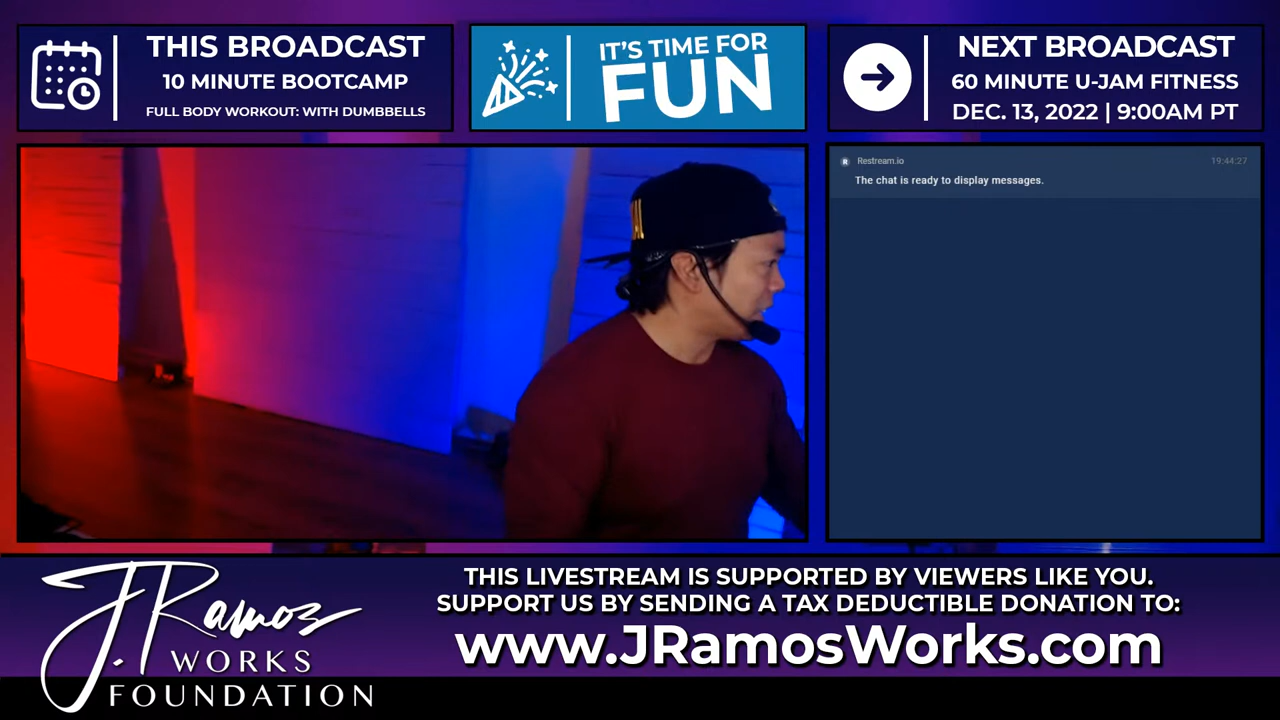 THIS BROADCAST
10 MINUTE BOOTCAMP
FULL BODY WORKOUT: WITH DUMBBELLS
IT'S TIME FOR
FUN
NEXT BROADCAST
60 MINUTE U-JAM FITNESS
DEC. 13, 2022 | 9:00AM PT
R Restream.io 19:44:27
The chat is ready to display messages.
J.Ramos
WORKS
FOUNDATION
THIS LIVESTREAM IS SUPPORTED BY VIEWERS LIKE YOU.
SUPPORT US BY SENDING A TAX DEDUCTIBLE DONATION TO:
www.JRamosWorks.com